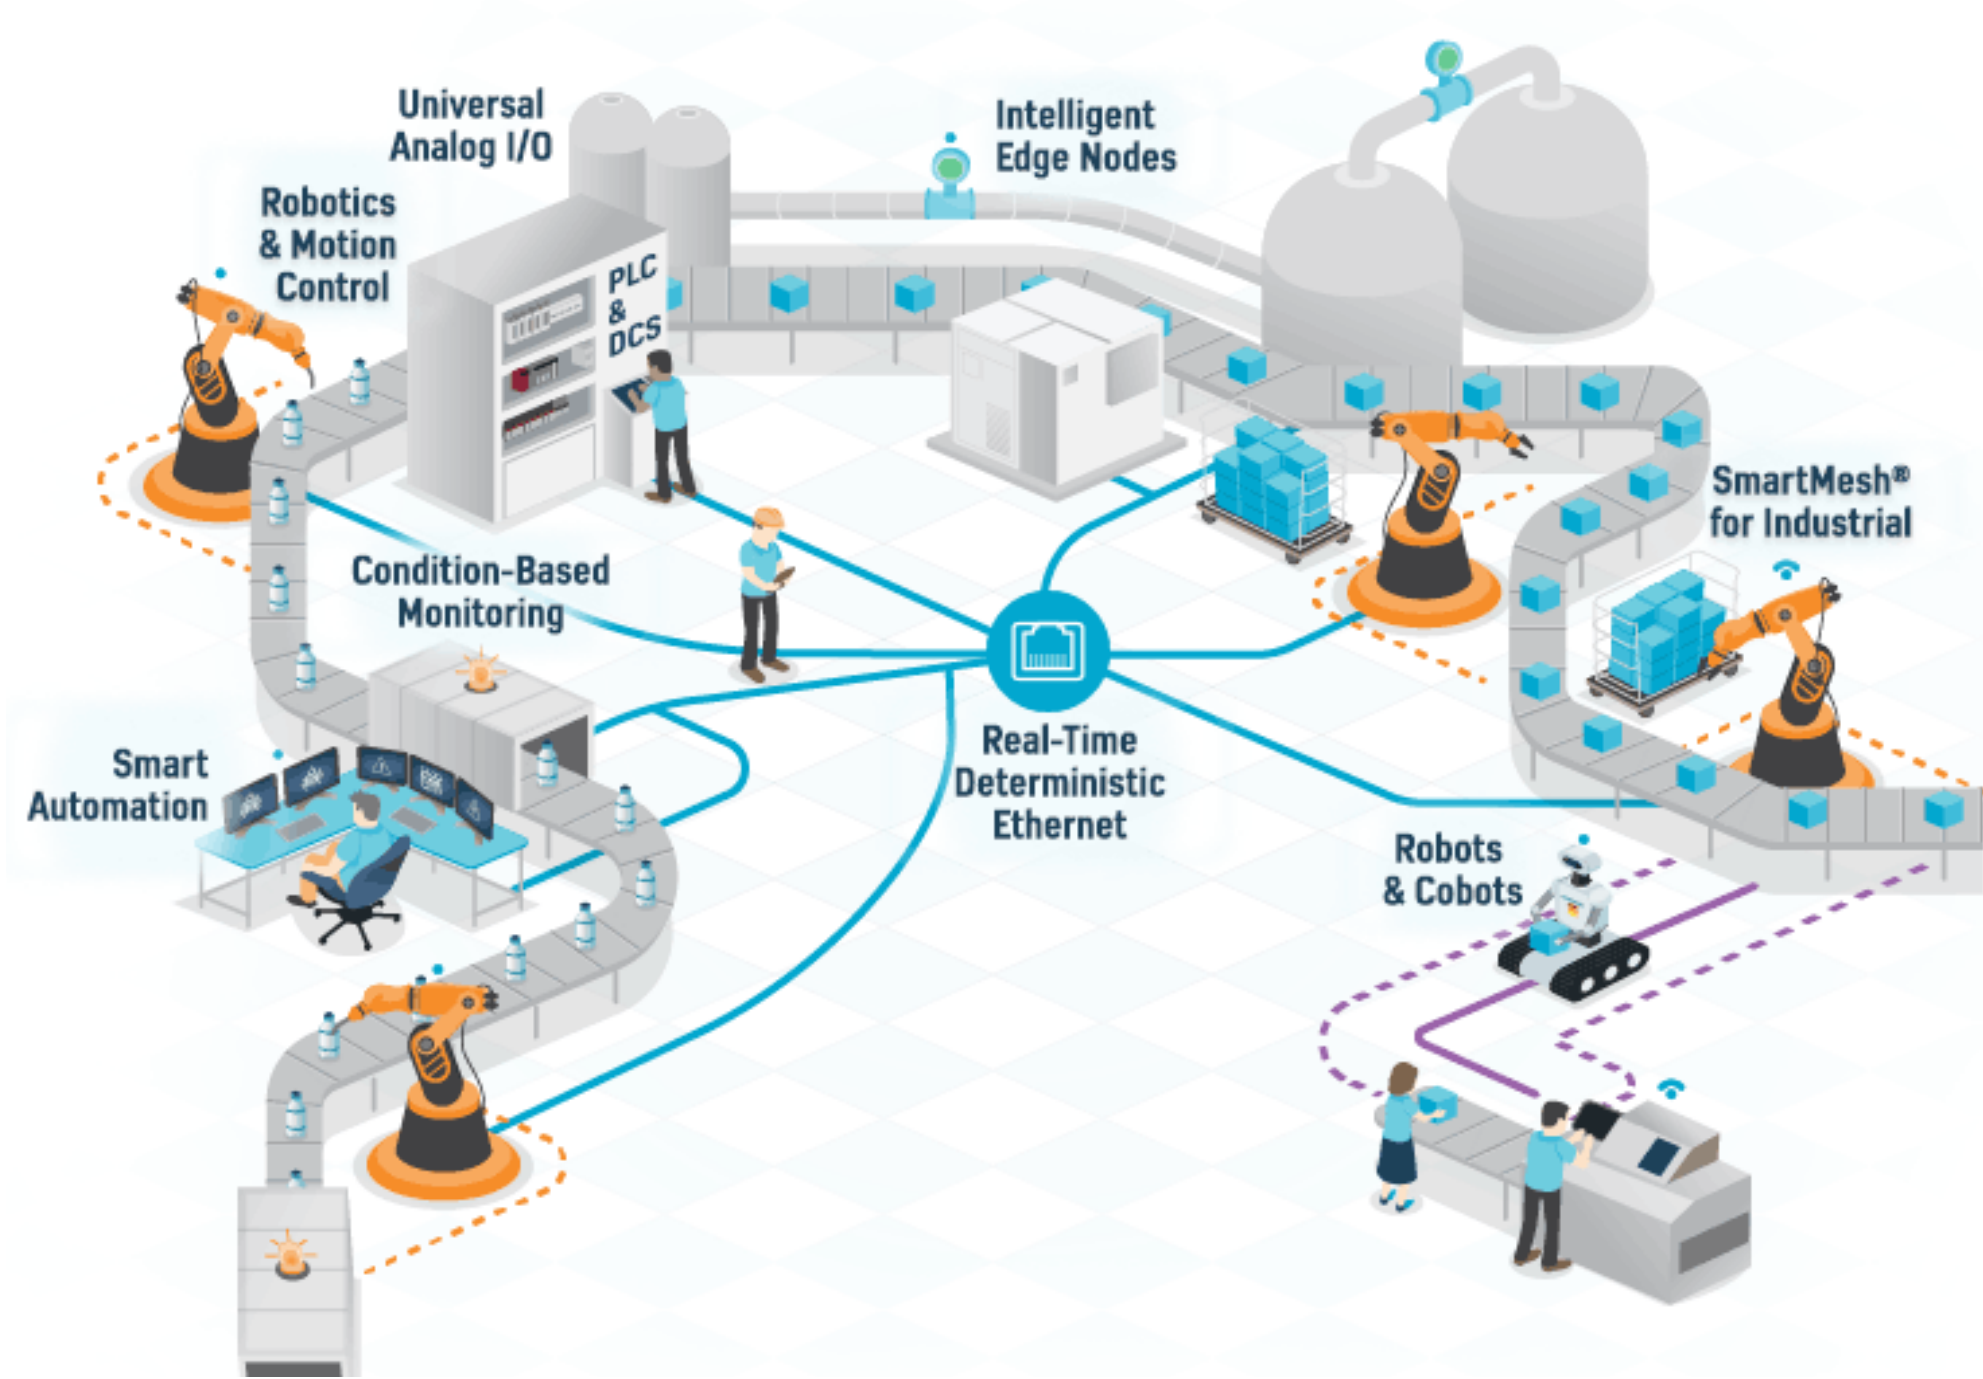 Universal
Analog I/O
Intelligent
Edge Nodes
Robotics
& Motion
Control
PLC
&
DCS
SmartMesh®
for Industrial
Condition-Based
Monitoring
Smart
Automation
Real-Time
Deterministic
Ethernet
Robots
& Cobots